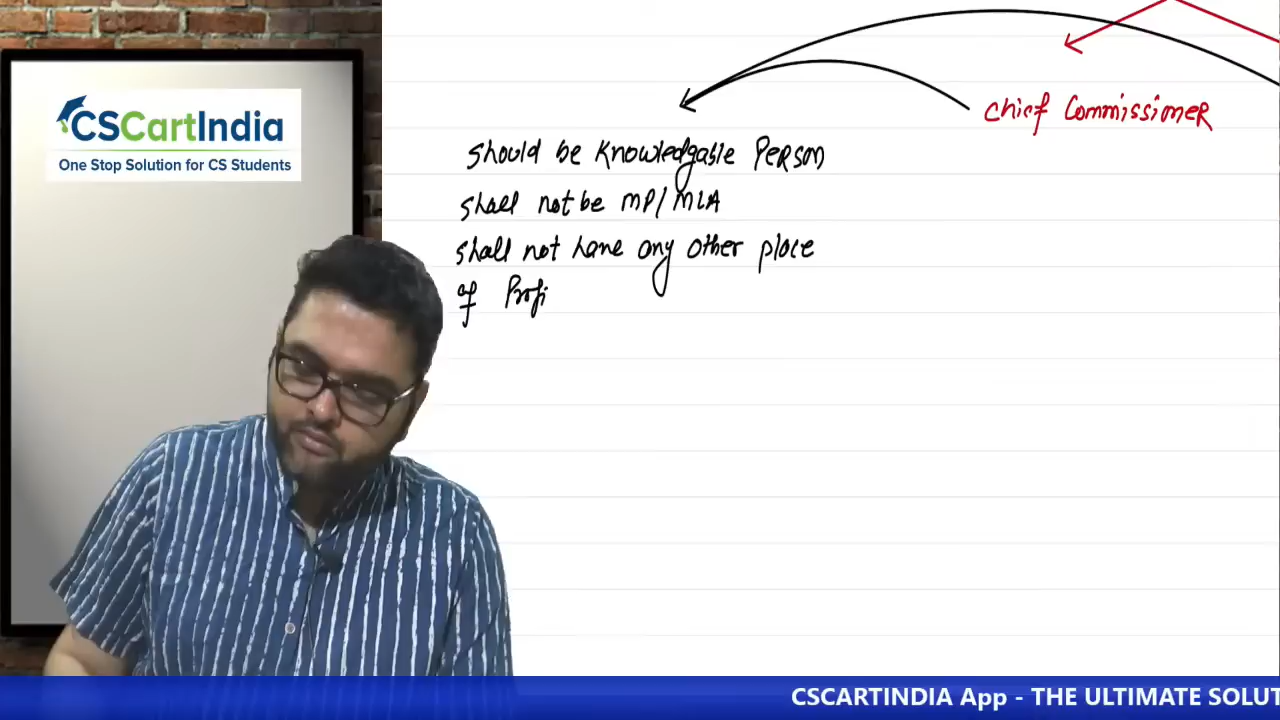 CSCartIndia
One Stop Solution for CS Students
Chief Commissioner
Should be Knowledgable Person
Shall not be MP/MLA
Shall not have any other place
of Profi
CSCARTINDIA App - THE ULTIMATE SOLUT